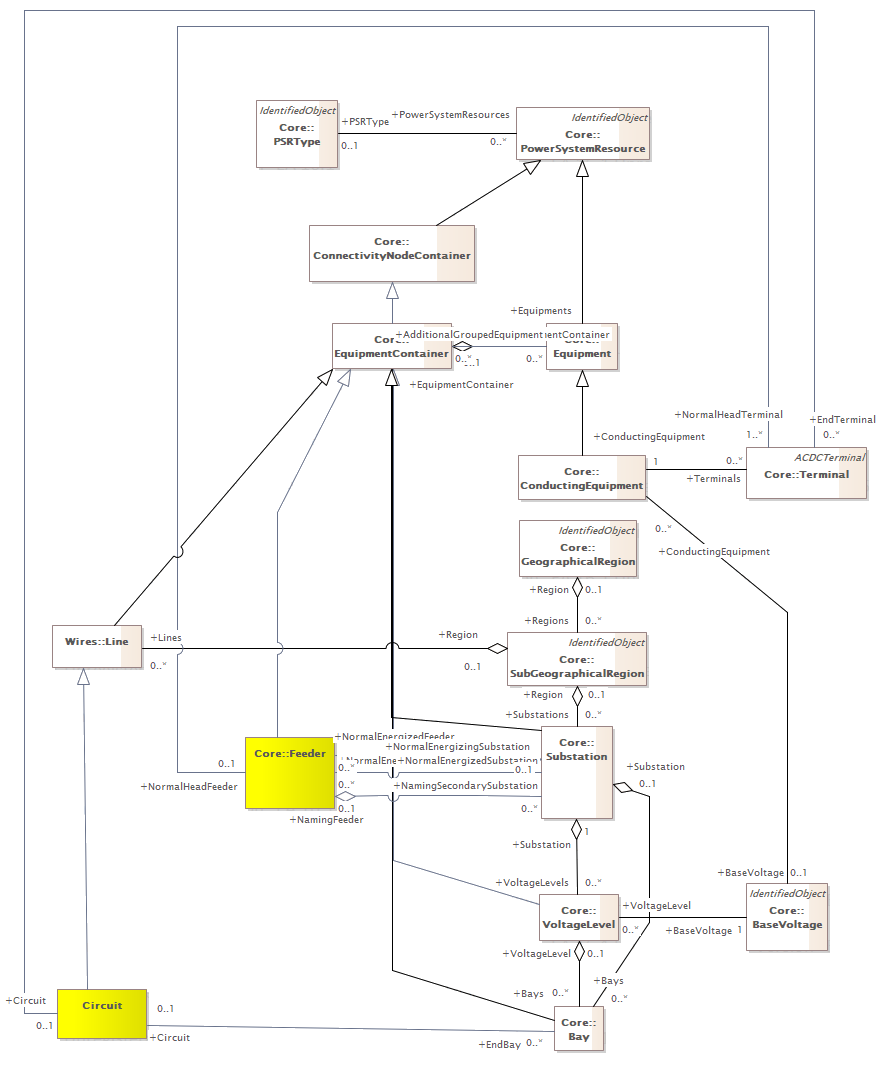 IdentifiedObject
Core::
PSRType
+PSRType
0..1
+PowerSystemResources
0..*
IdentifiedObject
Core::
PowerSystemResource
Core::
ConnectivityNodeContainer
+Equipments
Core::
EquipmentContainer
+AdditionalGroupedEquipment
0..*
0..*
Equipment
+EquipmentContainer
+NormalHeadTerminal
1..*
+EndTerminal
0..*
+ConductingEquipment
1
0..*
+Terminals
ACDCTerminal
Core::Terminal
Core::
ConductingEquipment
0..*
+ConductingEquipment
IdentifiedObject
Core::
GeographicalRegion
+Region
0..1
+Regions
0..*
Wires::Line
+Lines
0..*
+Region
0..1
IdentifiedObject
Core::
SubGeographicalRegion
+Region
0..1
+Substations
0..*
Core::Feeder
+NormalEnergizedFeeder
+NormalEnergizingSubstation
+NormalEnergizedSubstation
0..*
0..1
0..*
+NamingSecondarySubstation
0..1
0..*
+NamingFeeder
0..1
+NormalHeadFeeder
Core::
Substation
+Substation
0..1
1
+Substation
+VoltageLevels
0..*
+BaseVoltage
0..1
Core::
VoltageLevel
+VoltageLevel
0..*
+BaseVoltage
1
IdentifiedObject
Core::
BaseVoltage
+VoltageLevel
0..1
+Bays
0..*
+Bays
0..*
+Circuit
0..1
Circuit
0..1
+Circuit
+EndBay
0..*
Core::
Bay